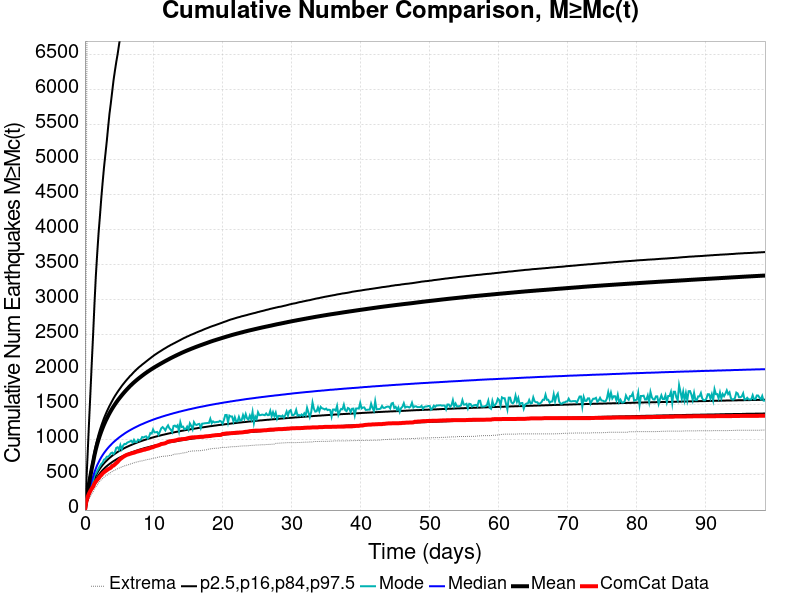 Cumulative Number Comparison, M≥Mc(t)
Cumulative Num Earthquakes M≥Mc(t)
6500
6000
5500
5000
4500
4000
3500
3000
2500
2000
1500
1000
500
0
0 10 20 30 40 50 60 70 80 90
Time (days)
Extrema p2.5,p16,p84,p97.5 Mode Median Mean ComCat Data